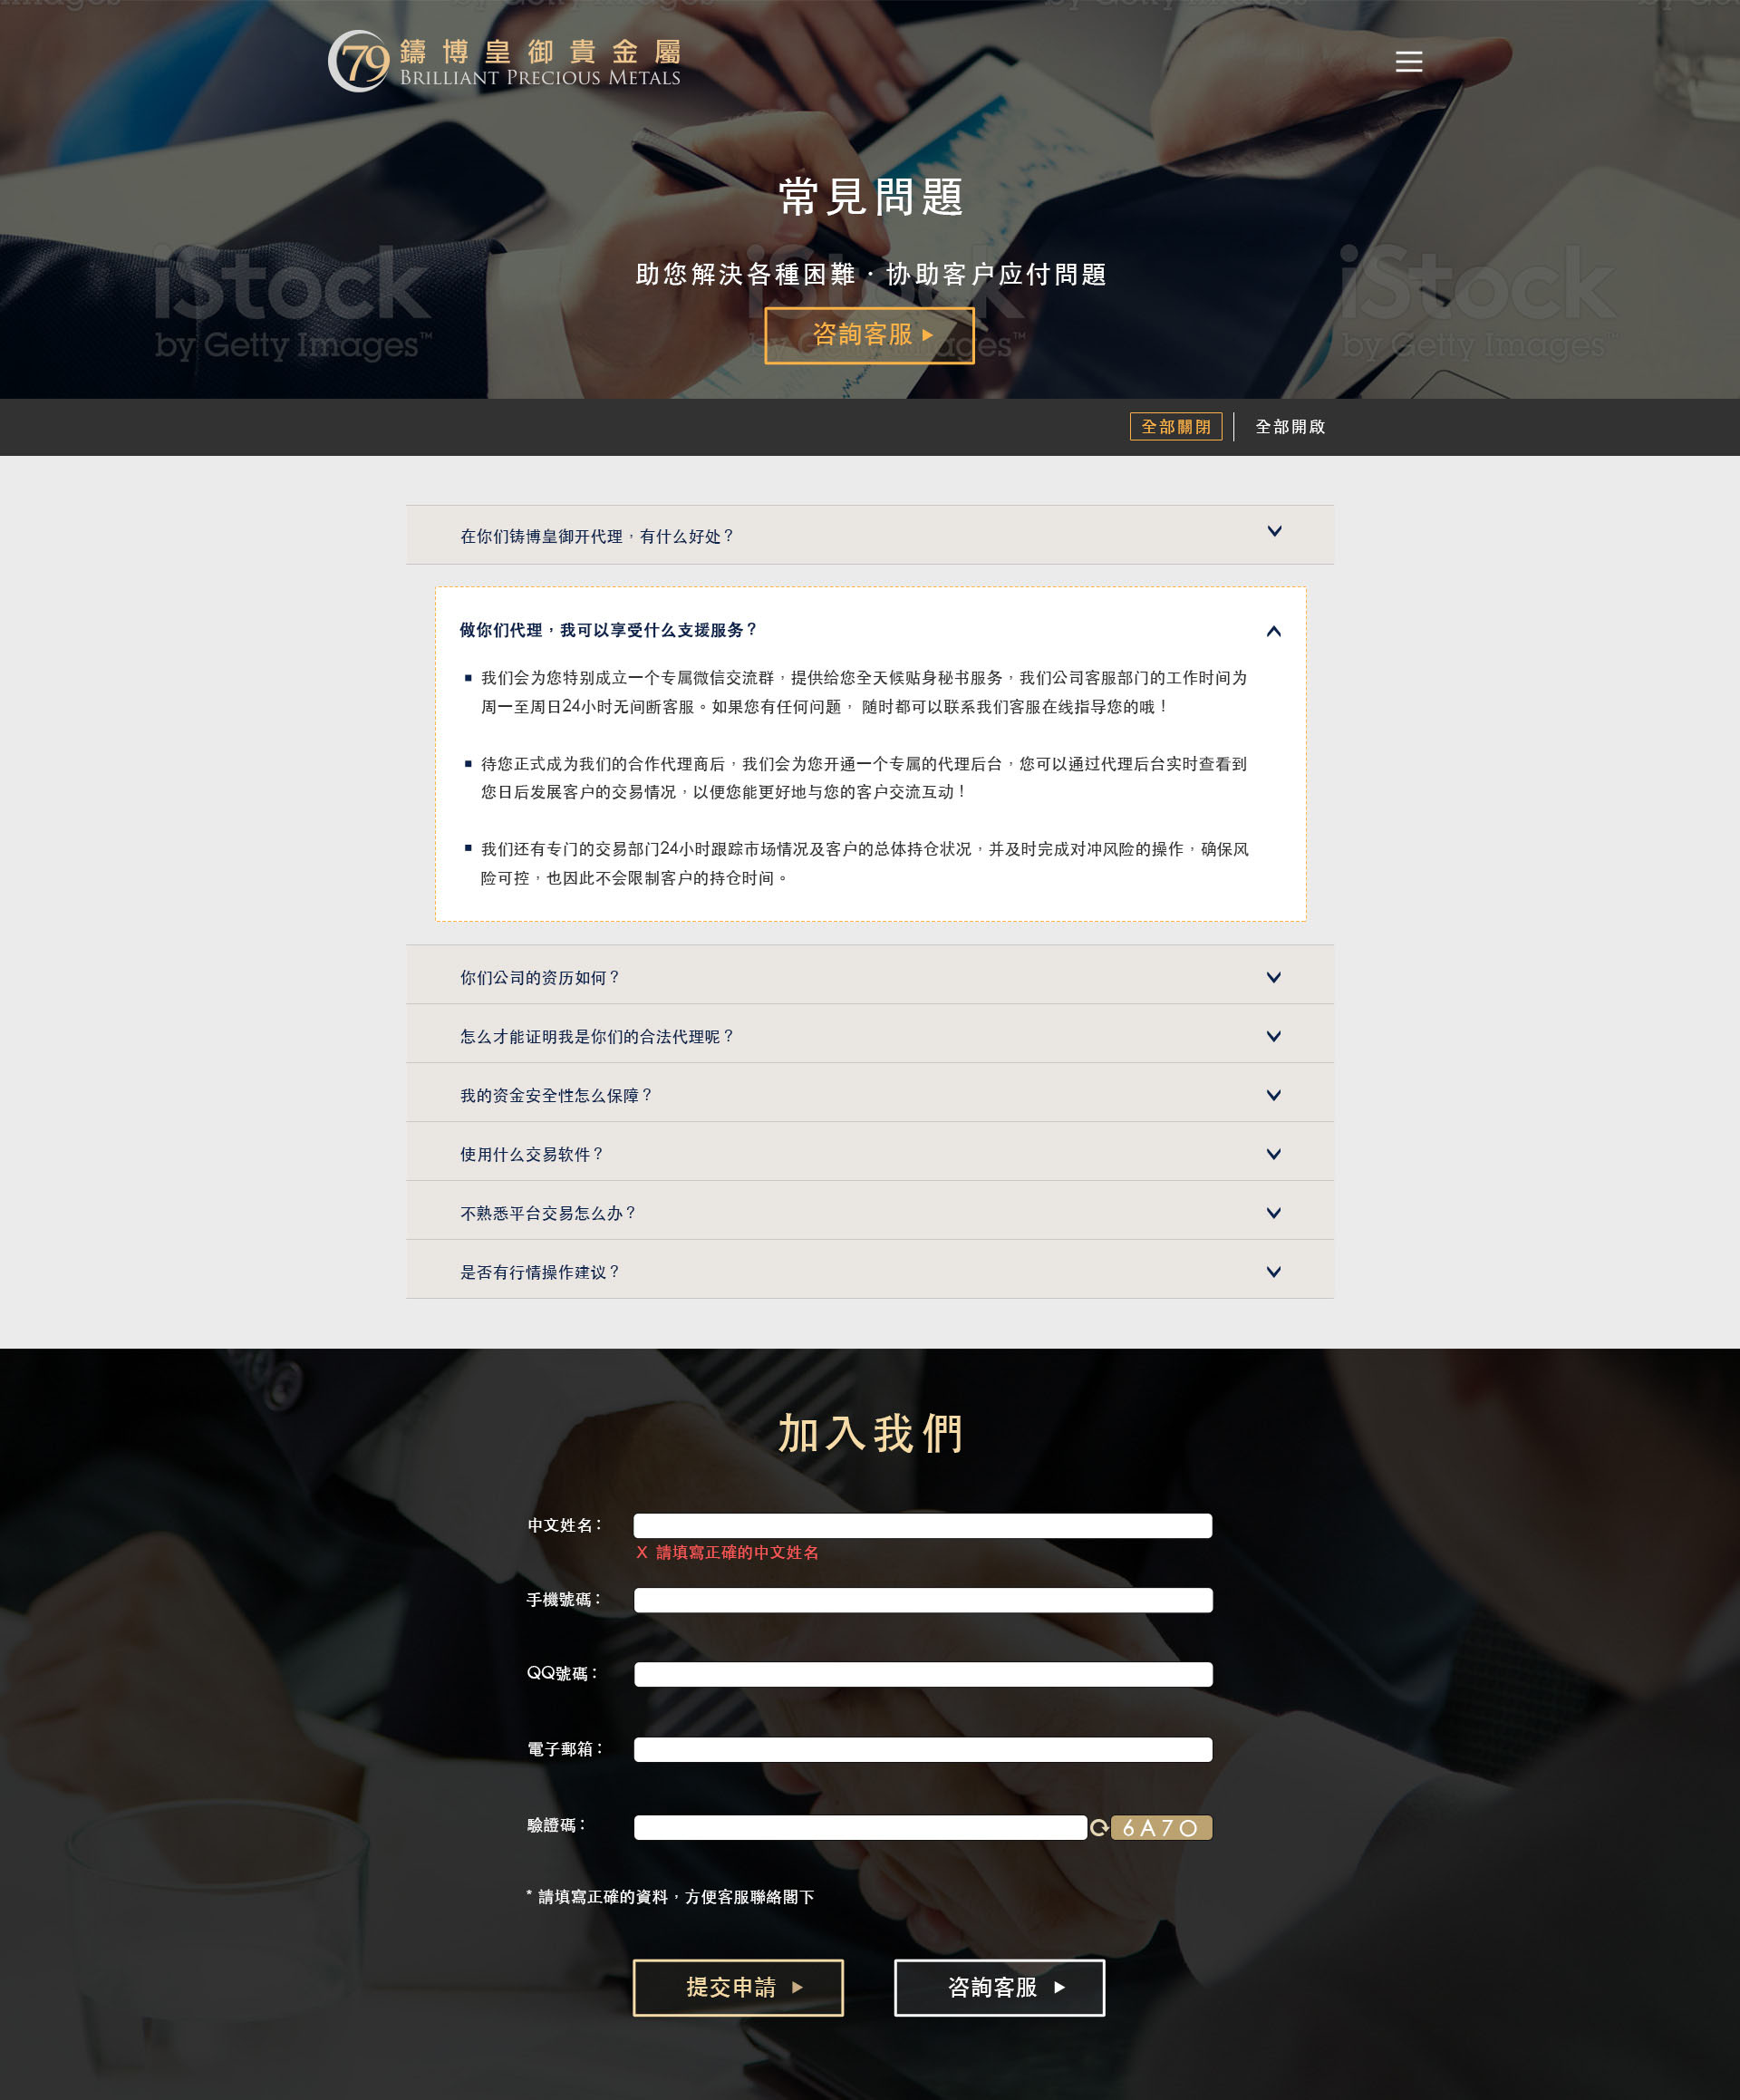 79 鑄博皇御貴金屬
BRILLIANT PRECIOUS METALS
常見問題
助您解決各種困難．协助客户应付問題
咨詢客服
iStock
by Getty Images™
iStock
by Getty Images
iStock
by Getty Images™
全部關閉
全部開啟
在你们铸博皇御开代理，有什么好处？
做你们代理，我可以享受什么支援服务？
■ 我们会为您特别成立一个专属微信交流群，提供给您全天候贴身秘书服务，我们公司客服部门的工作时间为
周一至周日24小时无间断客服。如果您有任何问题， 随时都可以联系我们客服在线指导您的哦！
■ 待您正式成为我们的合作代理商后，我们会为您开通一个专属的代理后台，您可以通过代理后台实时查看到
您日后发展客户的交易情况，以便您能更好地与您的客户交流互动！
■ 我们还有专门的交易部门24小时跟踪市场情况及客户的总体持仓状况，并及时完成对冲风险的操作，确保风
险可控，也因此不会限制客户的持仓时间。
你们公司的资历如何？
怎么才能证明我是你们的合法代理呢？
我的资金安全性怎么保障？
使用什么交易软件？
不熟悉平台交易怎么办？
是否有行情操作建议？
加入我們
中文姓名：
X 請填寫正確的中文姓名
手機號碼：
QQ號碼：
電子郵箱：
驗證碼：
6A7O
* 請填寫正確的資料，方便客服聯絡閣下
提交申請
咨詢客服